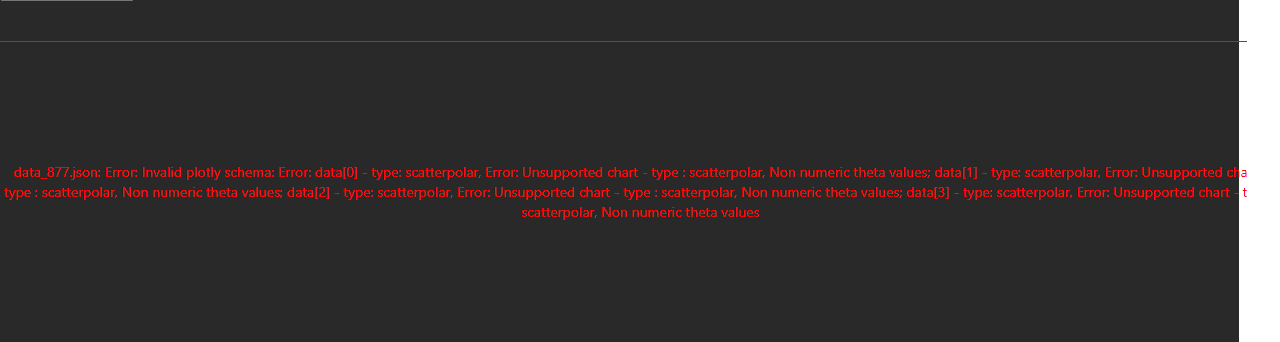 data_877.json: Error: Invalid plotly schema: Error: data[0] - type: scatterpolar, Error: Unsupported chart - type : scatterpolar, Non numeric theta values; data[1] - type: scatterpolar, Error: Unsupported cha
type : scatterpolar, Non numeric theta values; data[2] - type: scatterpolar, Error: Unsupported chart - type : scatterpolar, Non numeric theta values; data[3] - type: scatterpolar, Error: Unsupported chart - t
scatterpolar, Non numeric theta values